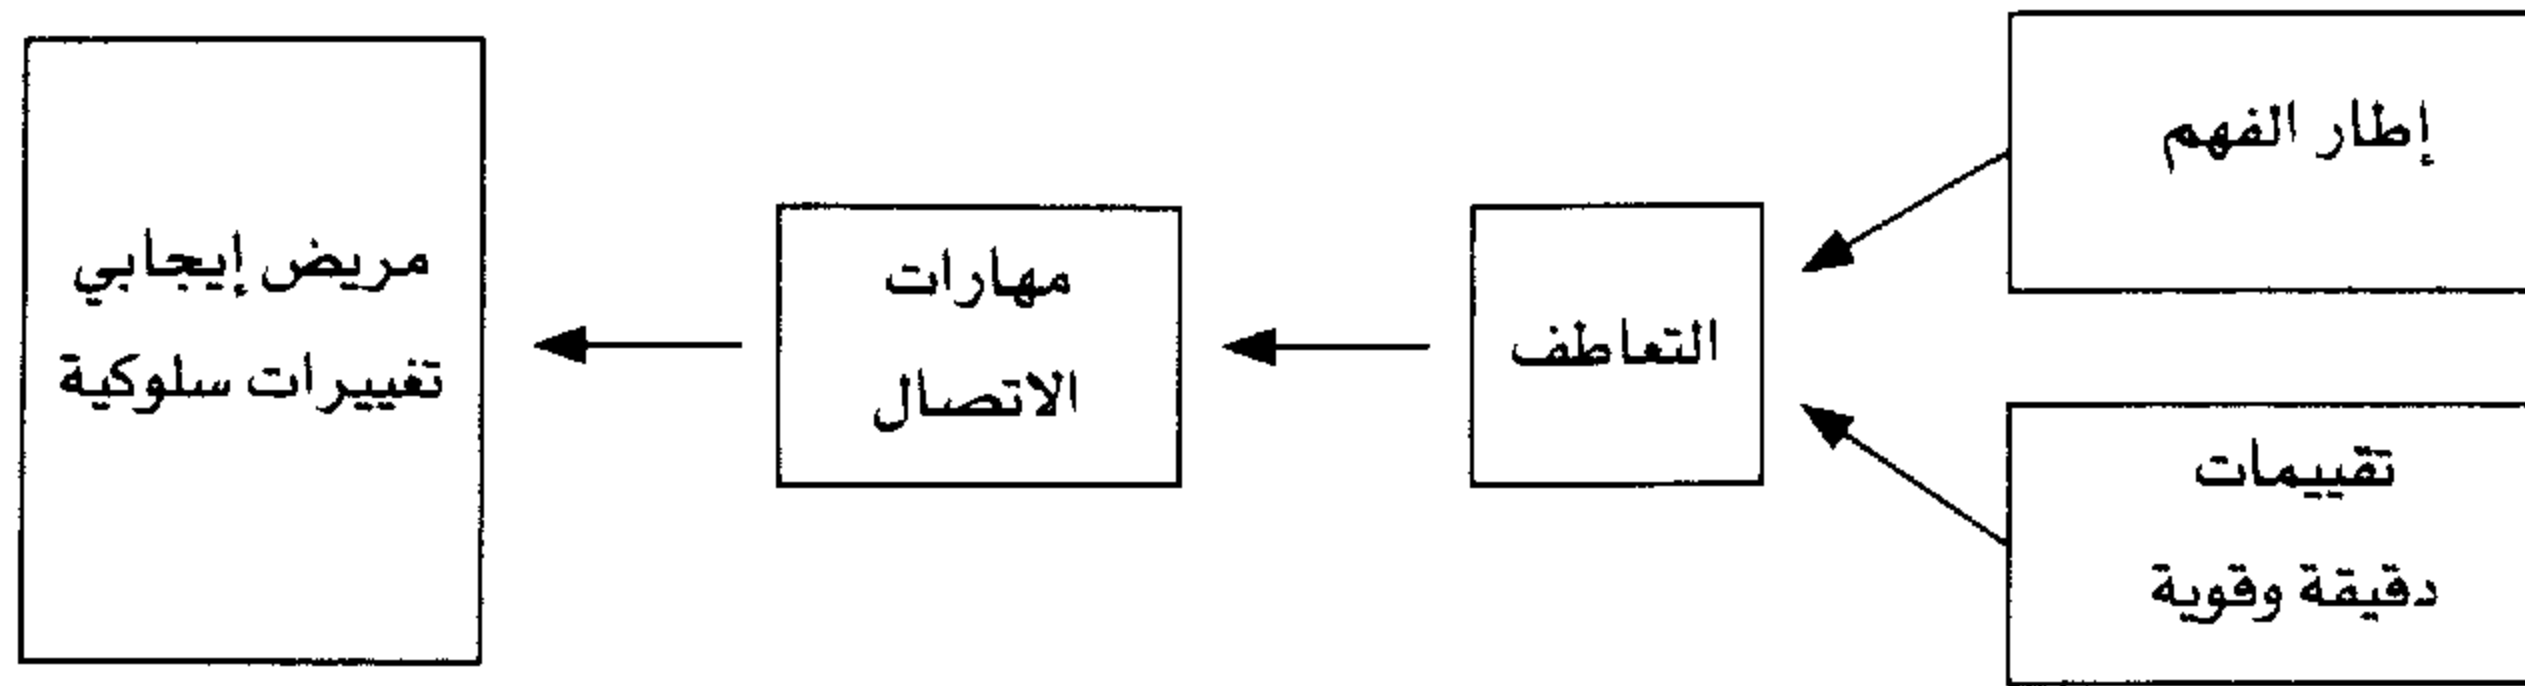 إطار الفهم
تقييمات
دقيقة وقوية
التعاطف
مهارات
الاتصال
مريض إيجابي
تغييرات سلوكية